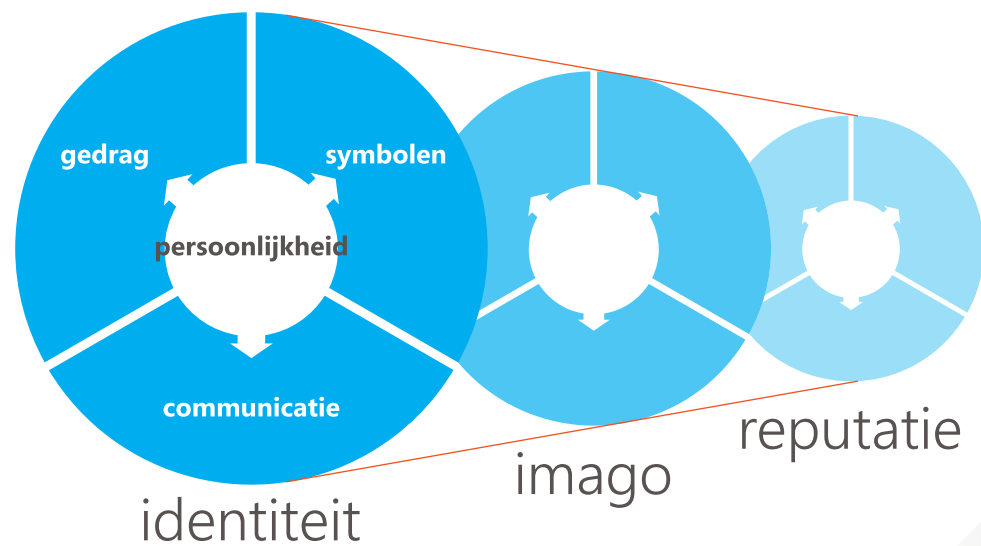 gedrag
symbolen
persoonlijkheid
communicatie
identiteit
imago
reputatie